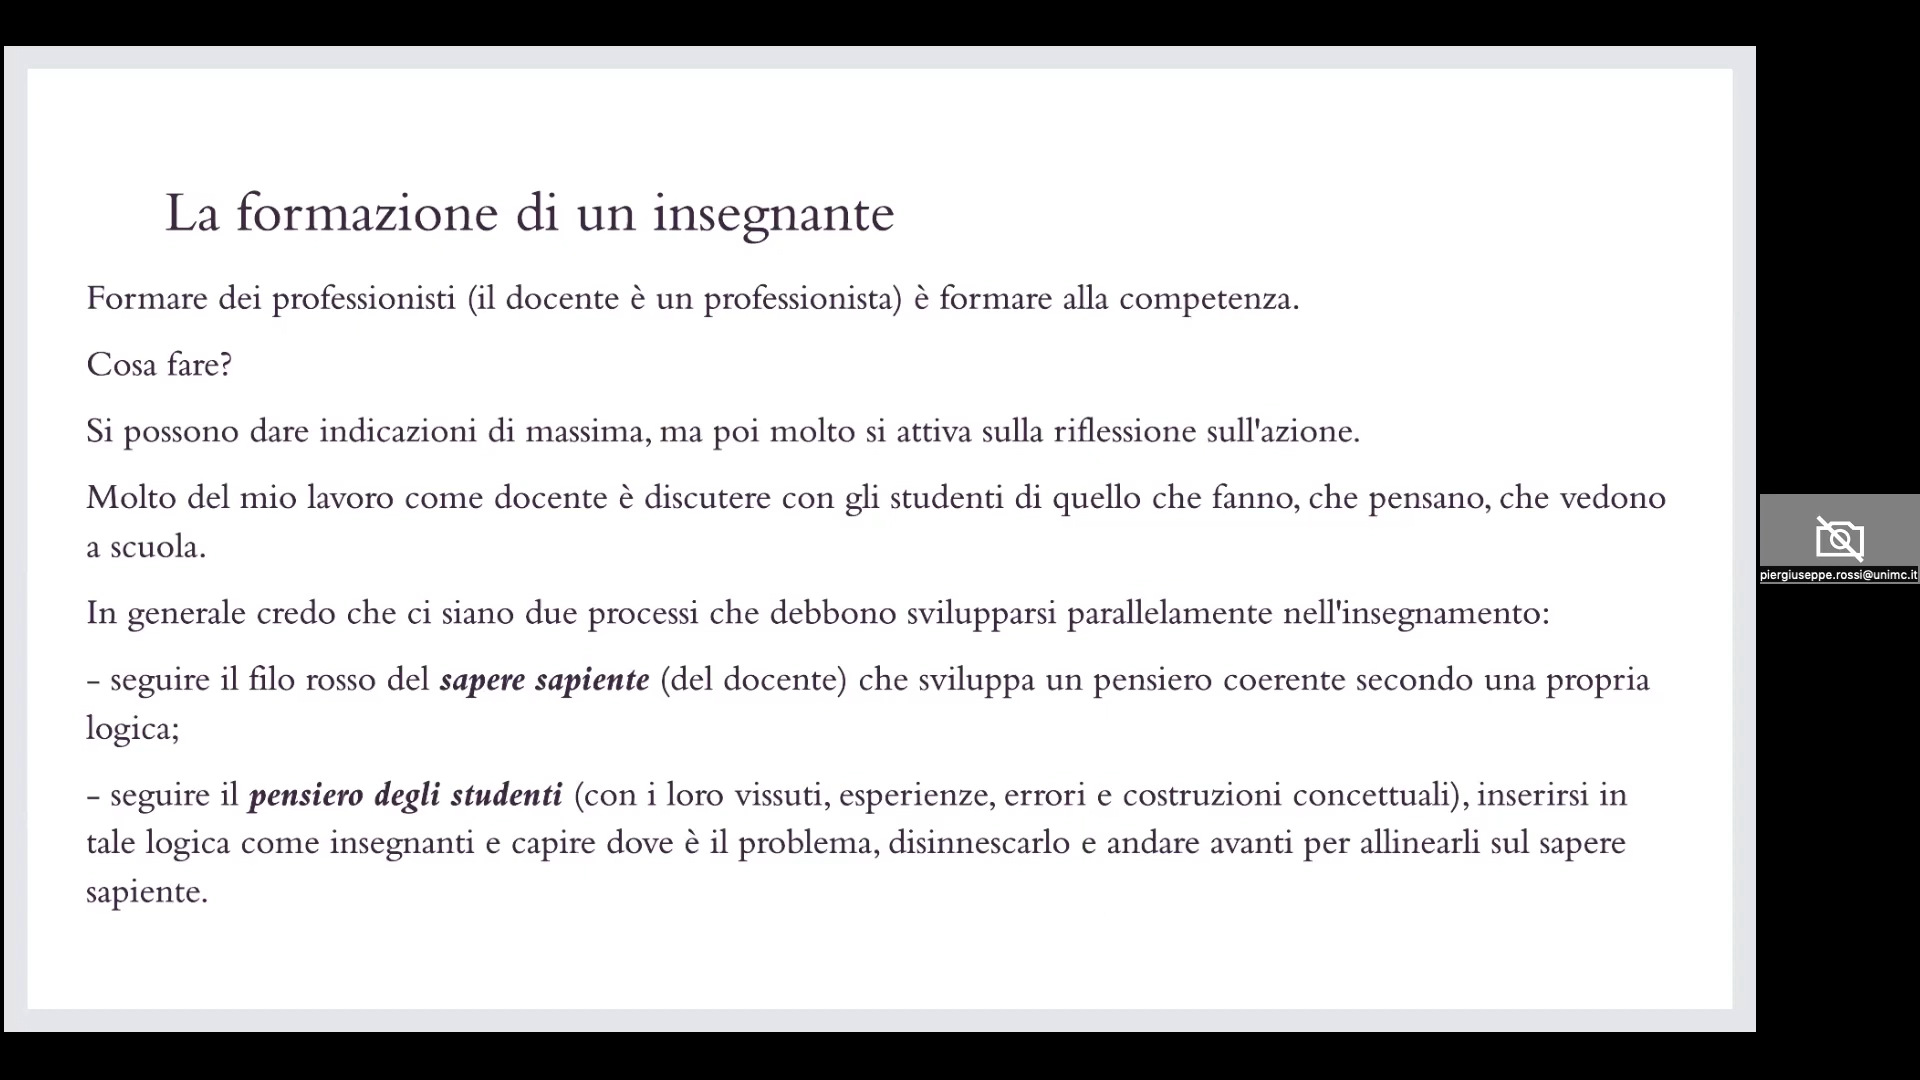 La formazione di un insegnante
Formare dei professionisti (il docente è un professionista) è formare alla competenza.
Cosa fare?
Si possono dare indicazioni di massima, ma poi molto si attiva sulla riflessione sull'azione.
Molto del mio lavoro come docente è discutere con gli studenti di quello che fanno, che pensano, che vedono
a scuola.
In generale credo che ci siano due processi che debbono svilupparsi parallelamente nell'insegnamento:
- seguire il filo rosso del sapere sapiente (del docente) che sviluppa un pensiero coerente secondo una propria
logica;
- seguire il pensiero degli studenti (con i loro vissuti, esperienze, errori e costruzioni concettuali), inserirsi in
tale logica come insegnanti e capire dove è il problema, disinnescarlo e andare avanti per allinearli sul sapere
sapiente.
piergiuseppe.rossi@unimc.it